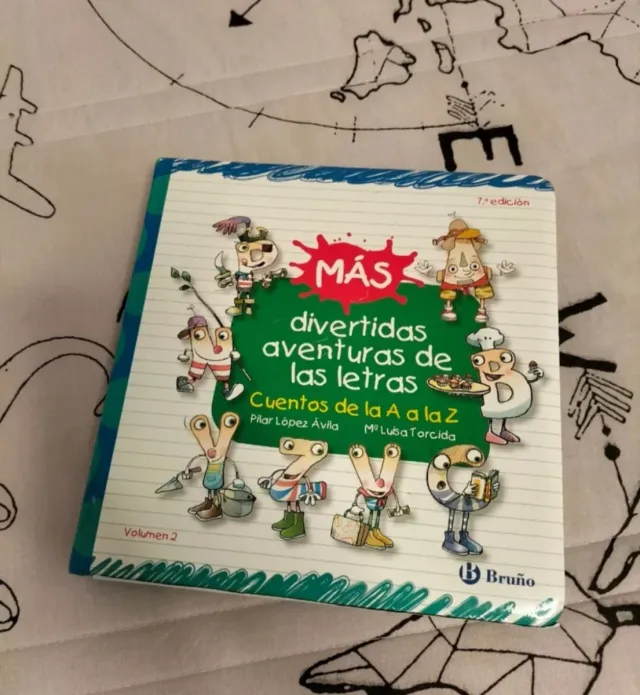 7.ª edición
MÁS
divertidas
aventuras de
las letras
Cuentos de la A a la Z
Pilar López Ávila Mª Luisa Torcida
Volumen 2
B Bruño
E